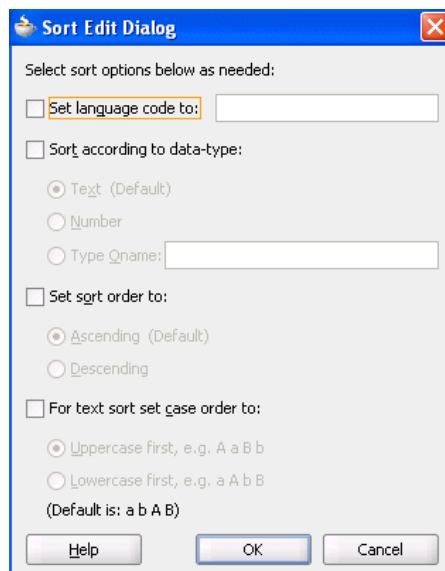 Sort Edit Dialog
Select sort options below as needed:
Set language code to:
Sort according to data-type:
Text (Default)
Number
Type Qname:
Set sort order to:
Ascending (Default)
Descending
For text sort set case order to:
Uppercase first, e.g. A a B b
Lowercase first, e.g. a A b B
(Default is: a b A B)
Help OK Cancel